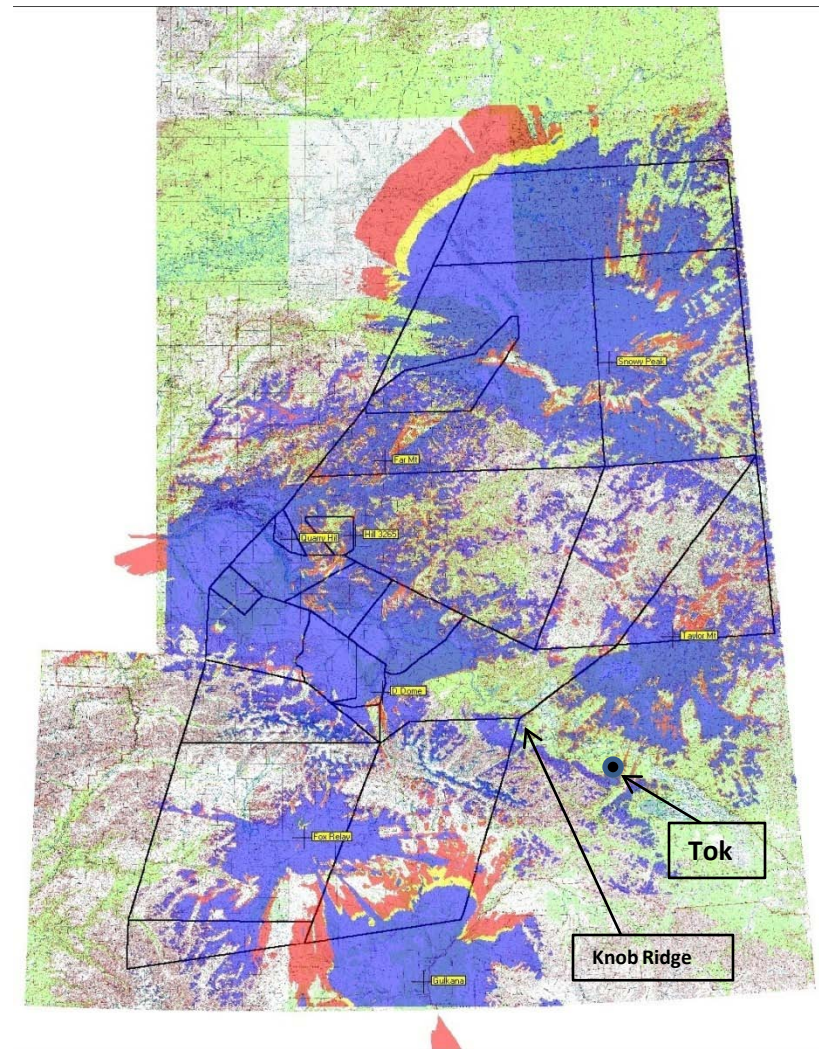 Snowy Peak
Far Mt
Quarry Hill
Hill 3265
Taylor Mt
D. Dome
Tok
Fox Relay
Knob Ridge
Gulkana